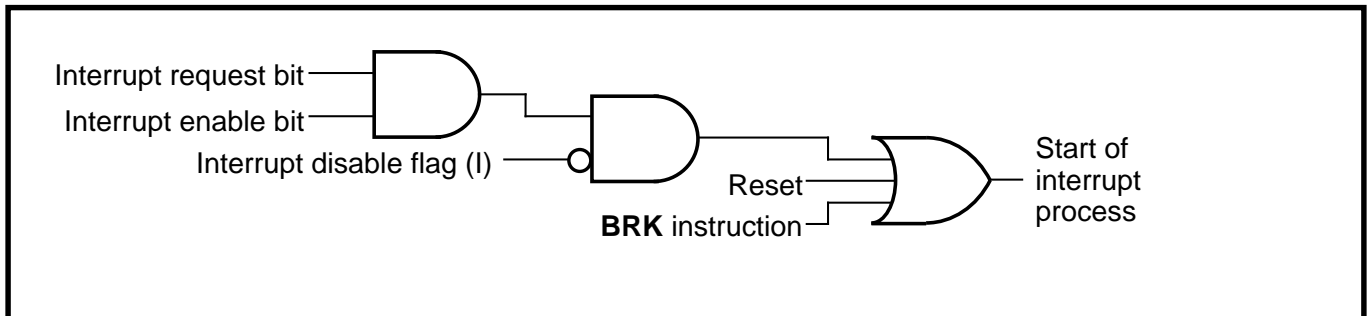 Interrupt request bit
Interrupt enable bit
Interrupt disable flag (I)
Reset
BRK instruction
Start of
interrupt
process